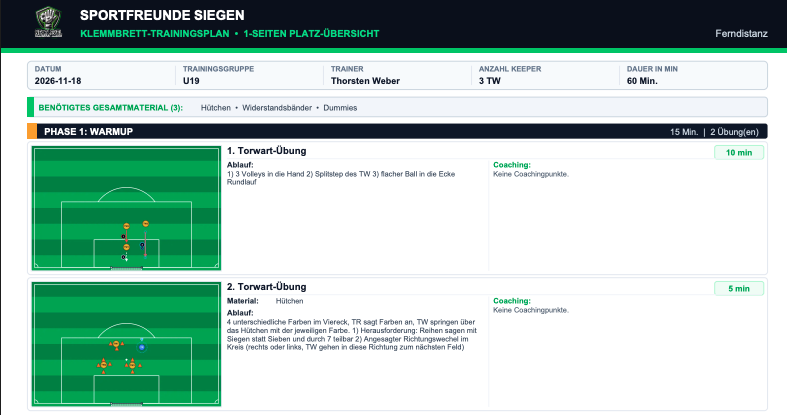 SPORTFREUNDE SIEGEN
KLEMMBRETT-TRAININGSPLAN • 1-SEITEN PLATZ-ÜBERSICHT
Ferndistanz
DATUM
2026-11-18
TRAININGSGRUPPE
U19
TRAINER
Thorsten Weber
ANZAHL KEEPER
3 TW
DAUER IN MIN
60 Min.
BENÖTIGTES GESAMTMATERIAL (3): Hütchen • Widerstandsbänder • Dummies
PHASE 1: WARMUP
15 Min. | 2 Übung(en)
1. Torwart-Übung
10 min
Ablauf:
1) 3 Volleys in die Hand 2) Splitstep des TW 3) flacher Ball in die Ecke
Rundlauf
Coaching:
Keine Coachingpunkte.
2. Torwart-Übung
5 min
Material: Hütchen
Ablauf:
4 unterschiedliche Farben im Viereck, TR sagt Farben an, TW springen über
das Hütchen mit der jeweiligen Farbe. 1) Herausforderung: Reihen sagen mit
Siegen statt Sieben und durch 7 teilbar 2) Angesagter Richtungswechel im
Kreis (rechts oder links, TW gehen in diese Richtung zum nächsten Feld)
Coaching:
Keine Coachingpunkte.